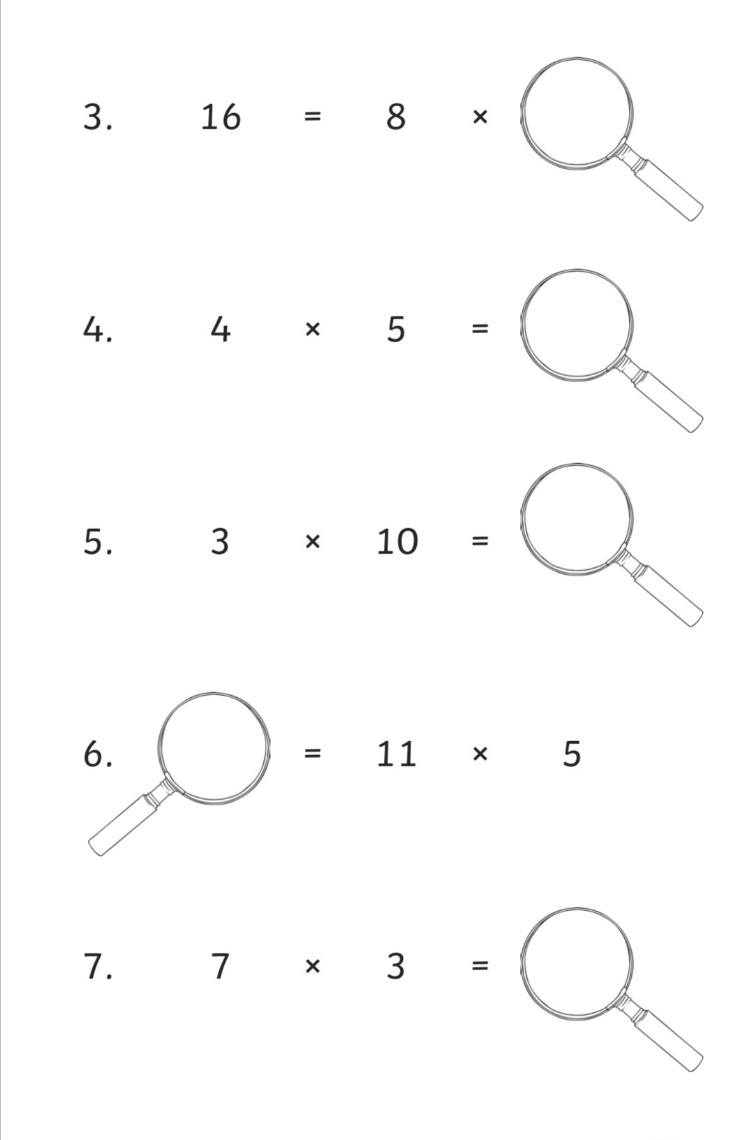 3. 16 = 8 ×
4. 4 × 5 =
5. 3 × 10 =
6. = 11 × 5
7. 7 × 3 =